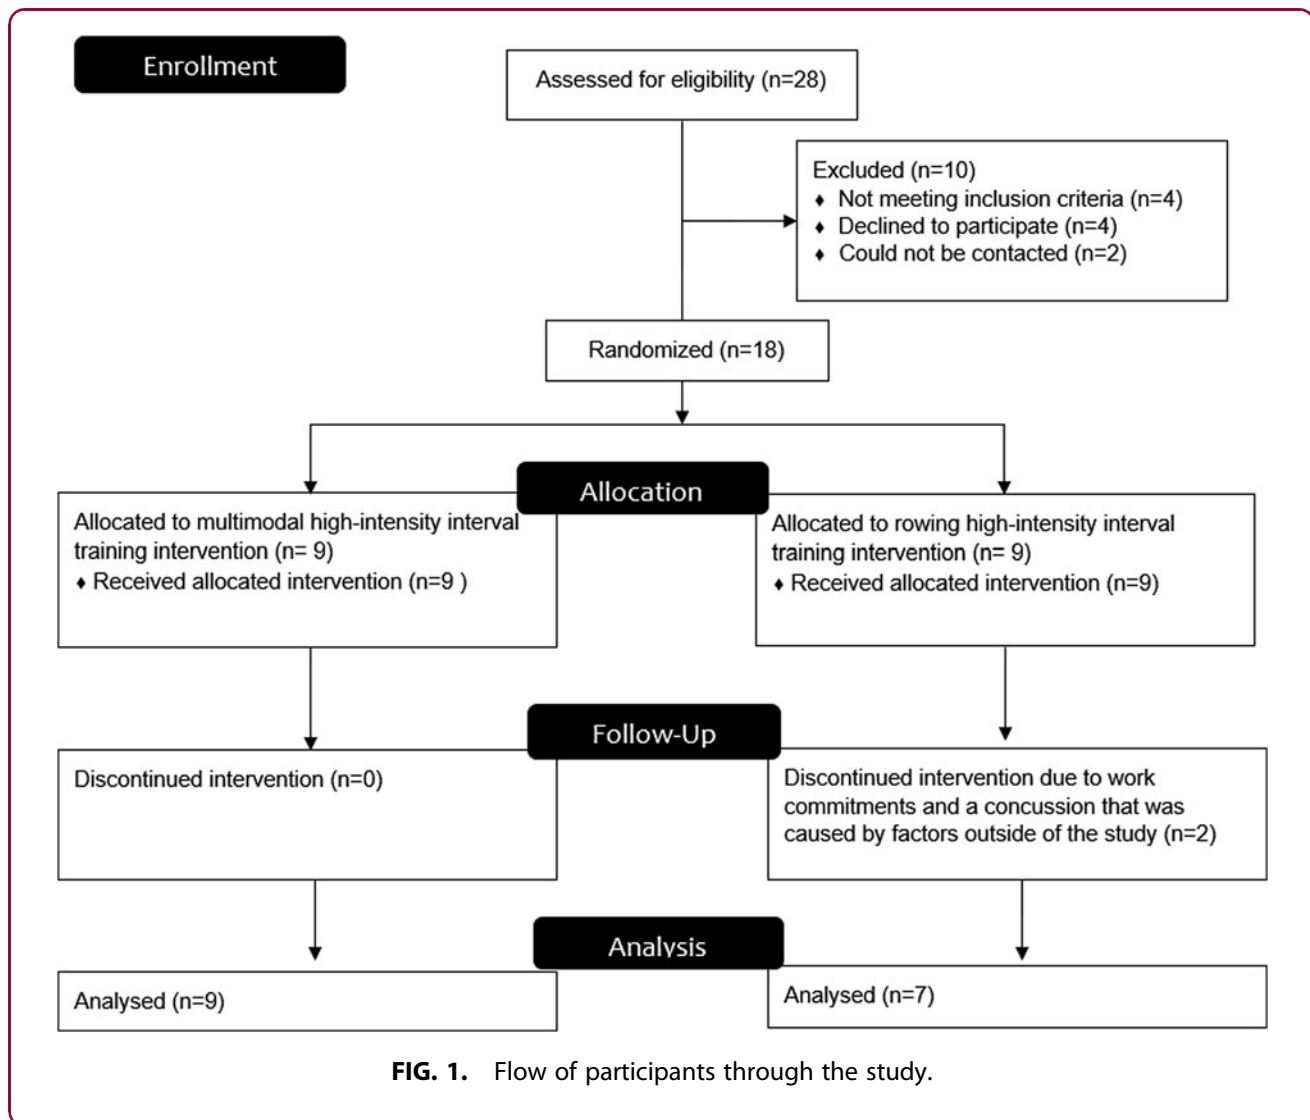 Enrollment
Assessed for eligibility (n=28)
Excluded (n=10)
♦ Not meeting inclusion criteria (n=4)
♦ Declined to participate (n=4)
♦ Could not be contacted (n=2)
Randomized (n=18)
Allocation
Allocated to multimodal high-intensity interval
training intervention (n= 9)
♦ Received allocated intervention (n=9 )
Allocated to rowing high-intensity interval
training intervention (n= 9)
♦ Received allocated intervention (n=9)
Follow-Up
Discontinued intervention (n=0)
Discontinued intervention due to work
commitments and a concussion that was
caused by factors outside of the study (n=2)
Analysis
Analysed (n=9)
Analysed (n=7)
FIG. 1. Flow of participants through the study.